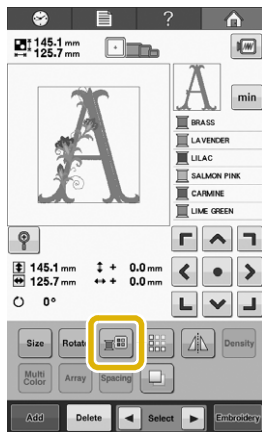 ?
145.1 mm
125.7 mm
A
A
min
BRASS
LAVENDER
LILAC
SALMON PINK
CARMINE
LIME GREEN
145.1 mm + 0.0 mm
125.7 mm + 0.0 mm
0°
Size Rotate Density
Multi Color Array Spacing
Add Delete Select Embroidery